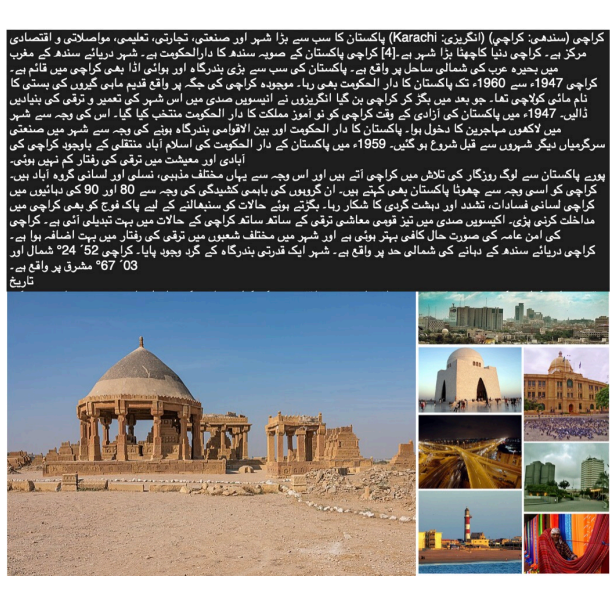 کراچی (سندھی: ڪراچي) (انگریزی: Karachi) پاکستان کا سب سے بڑا شہر اور صنعتی، تجارتی، تعلیمی، مواصلاتی و اقتصادی
مرکز ہے۔ کراچی دنیا کاچھٹا بڑا شہر ہے۔[4] کراچی پاکستان کے صوبہ سندھ کا دارالحکومت ہے۔ شہر دریائے سندھ کے مغرب
میں بحیرہ عرب کی شمالی ساحل پر واقع ہے۔ پاکستان کی سب سے بڑی بندرگاہ اور ہوائی اڈا بھی کراچی میں قائم ہے۔
کراچی 1947ء سے 1960ء تک پاکستان کا دار الحکومت بھی رہا۔ موجودہ کراچی کی جگہ پر واقع قدیم ماہی گیروں کی بستی کا
نام مائی کولاچی تھا۔ جو بعد میں بگڑ کر کراچی بن گیا انگریزوں نے انیسویں صدی میں اس شہر کی تعمیر و ترقی کی بنیادیں
ڈالیں۔ 1947ء میں پاکستان کی آزادی کے وقت کراچی کو نو آموز مملکت کا دار الحکومت منتخب کیا گیا۔ اس کی وجہ سے شہر
میں لاکھوں مہاجرین کا دخول ہوا۔ پاکستان کا دار الحکومت اور بین الاقوامی بندرگاہ ہونے کی وجہ سے شہر میں صنعتی
سرگرمیاں دیگر شہروں سے قبل شروع ہو گئیں۔ 1959ء میں پاکستان کے دار الحکومت کی اسلام آباد منتقلی کے باوجود کراچی کی
آبادی اور معیشت میں ترقی کی رفتار کم نہیں ہوئی۔
پورے پاکستان سے لوگ روزگار کی تلاش میں کراچی آتے ہیں اور اس وجہ سے یہاں مختلف مذہبی، نسلی اور لسانی گروہ آباد ہیں۔
کراچی کو اسی وجہ سے چھوٹا پاکستان بھی کہتے ہیں۔ ان گروہوں کی باہمی کشیدگی کی وجہ سے 80 اور 90 کی دہائیوں میں
کراچی لسانی فسادات، تشدد اور دہشت گردی کا شکار رہا۔ بگڑتے ہوئے حالات کو سنبھالنے کے لیے پاک فوج کو بھی کراچی میں
مداخلت کرنی پڑی۔ اکیسویں صدی میں تیز قومی معاشی ترقی کے ساتھ ساتھ کراچی کے حالات میں بہت تبدیلی آئی ہے۔ کراچی
کی امن عامہ کی صورت حال کافی بہتر ہوئی ہے اور شہر میں مختلف شعبوں میں ترقی کی رفتار میں بہت اضافہ ہوا ہے۔
کراچی دریائے سندھ کے دہانے کی شمالی حد پر واقع ہے۔ شہر ایک قدرتی بندرگاہ کے گرد وجود پایا۔ کراچی 52´ 24° شمال اور
03´ 67° مشرق پر واقع ہے۔
تاریخ